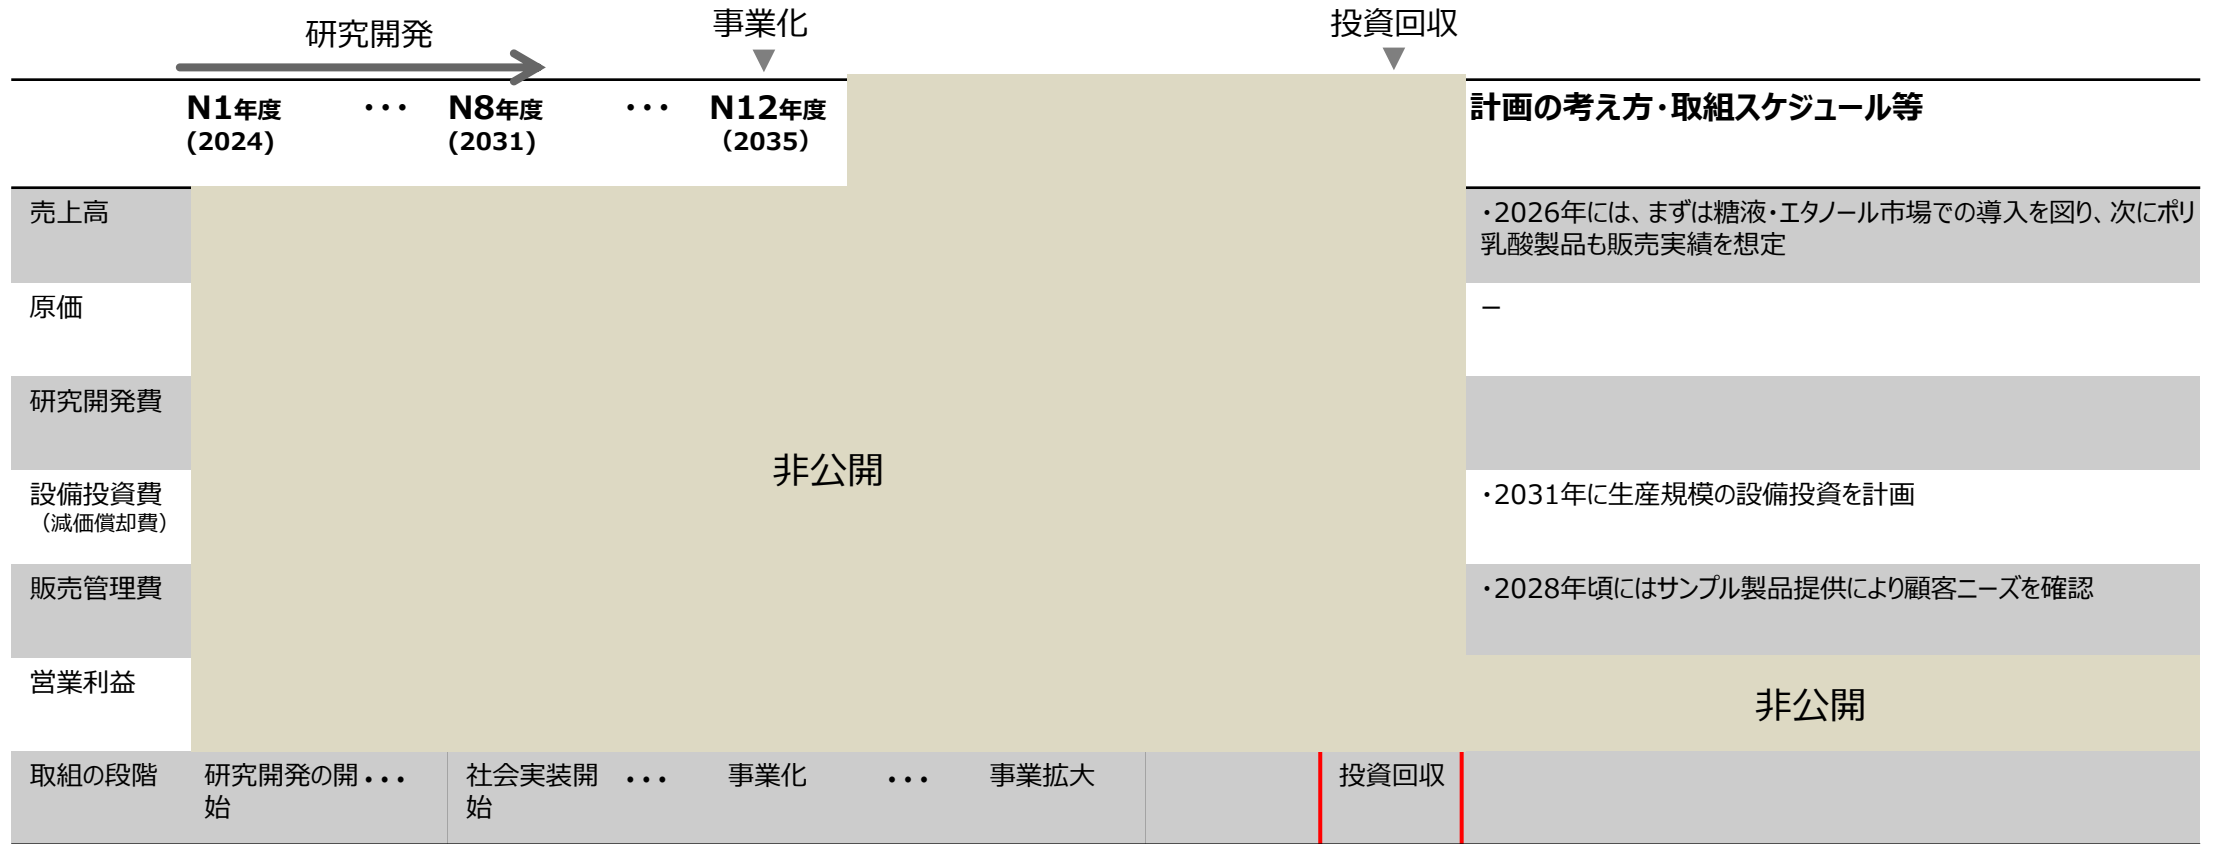 研究開発
事業化
▼
投資回収
▼
N1年度 ・・・ N8年度 ・・・ N12年度 計画の考え方・取組スケジュール等
(2024) (2031) （2035）
売上高
・2026年には、まずは糖液・エタノール市場での導入を図り、次にポリ
乳酸製品も販売実績を想定
原価
－
研究開発費
非公開
設備投資費
（減価償却費）
・2031年に生産規模の設備投資を計画
販売管理費
・2028年頃にはサンプル製品提供により顧客ニーズを確認
営業利益
非公開
取組の段階 研究開発の開 ・・・ 社会実装開 ・・・ 事業化 ・・・ 事業拡大 投資回収
始 始